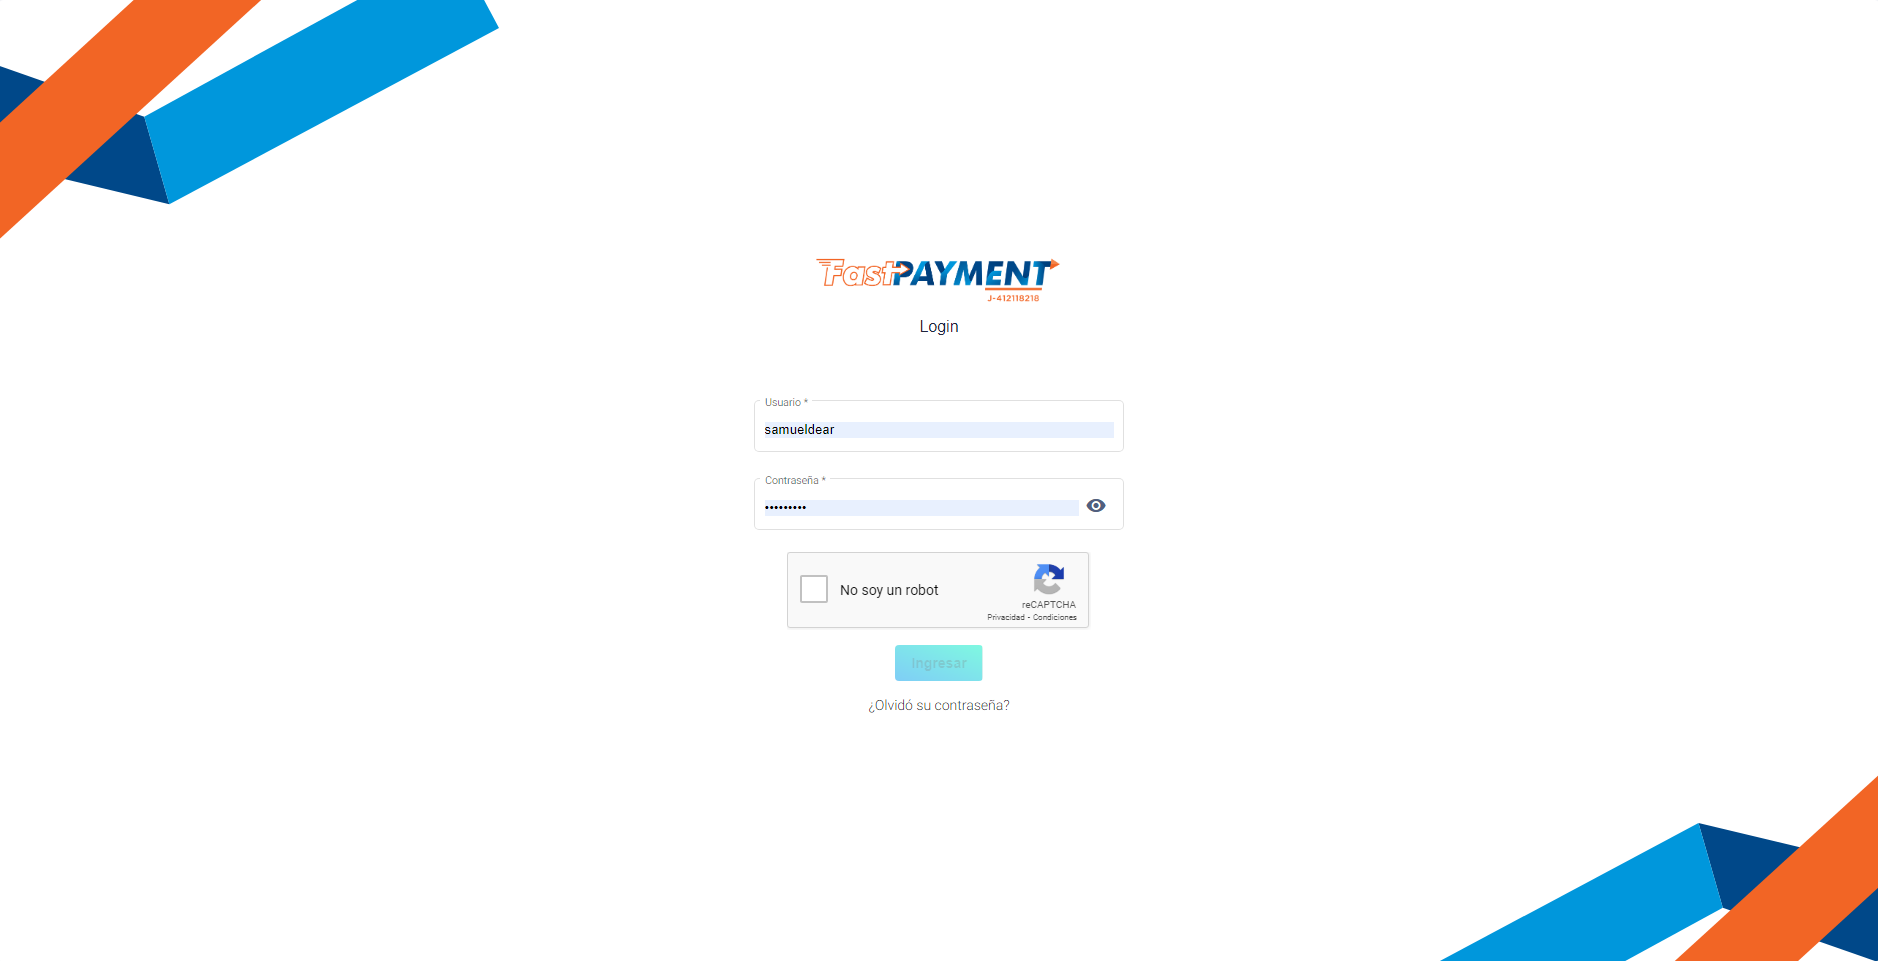 FastPAYMENT
J-412118218
Login
Usuario *
samueldear
Contraseña *
•••••••••
No soy un robot
reCAPTCHA
Privacidad - Condiciones
Ingresar
¿Olvidó su contraseña?